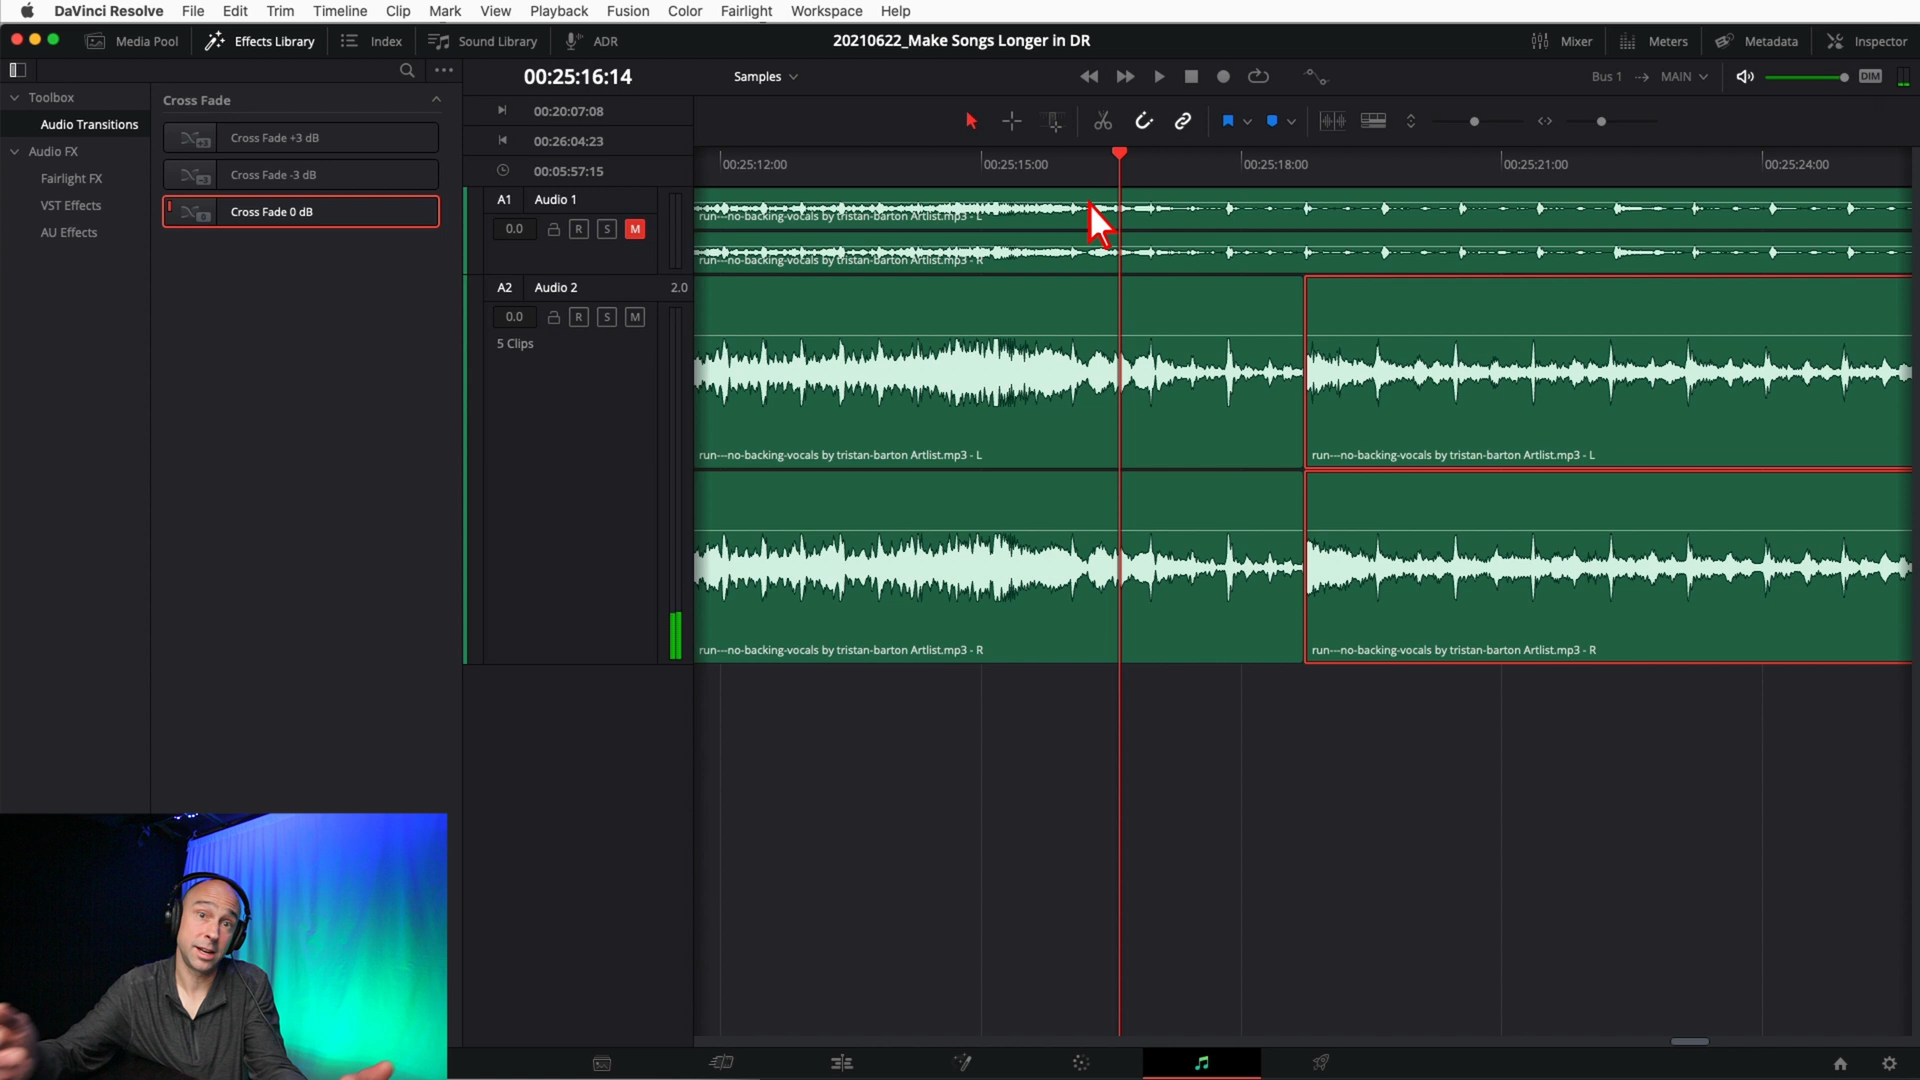 DaVinci Resolve File Edit Trim Timeline Clip Mark View Playback Fusion Color Fairlight Workspace Help
Media Pool Effects Library Index Sound Library ADR 20210622_Make Songs Longer in DR Mixer Meters Metadata Inspector
00:25:16:14 Samples Bus 1 MAIN DIM
Toolbox
Audio Transitions
Audio FX
Fairlight FX
VST Effects
AU Effects
Cross Fade
Cross Fade +3 dB
Cross Fade -3 dB
Cross Fade 0 dB
00:20:07:08
00:26:04:23
00:05:57:15
00:25:12:00 00:25:15:00 00:25:18:00 00:25:21:00 00:25:24:00
A1 Audio 1
0.0 R S M
run---no-backing-vocals by tristan-barton Artlist.mp3 - L
run---no-backing-vocals by tristan-barton Artlist.mp3 - R
A2 Audio 2 2.0
0.0 R S M
5 Clips
run---no-backing-vocals by tristan-barton Artlist.mp3 - L run---no-backing-vocals by tristan-barton Artlist.mp3 - L
run---no-backing-vocals by tristan-barton Artlist.mp3 - R run---no-backing-vocals by tristan-barton Artlist.mp3 - R